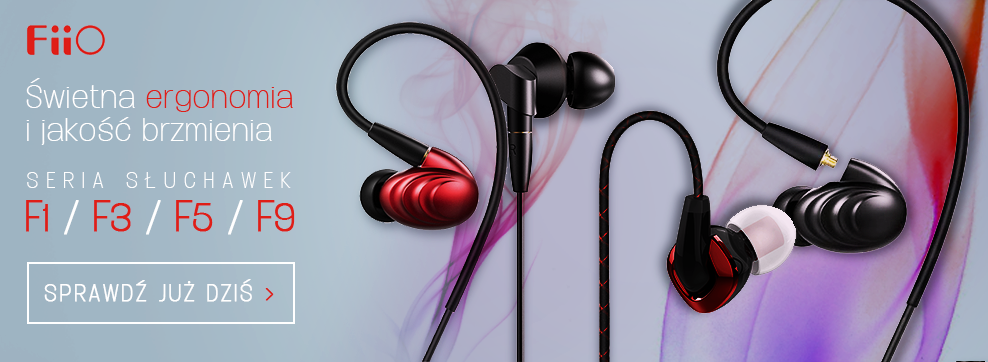 FiiO
Świetna ergonomia
i jakość brzmienia
SERIA SŁUCHAWEK
F1 / F3 / F5 / F9
SPRAWDŹ JUŻ DZIŚ >